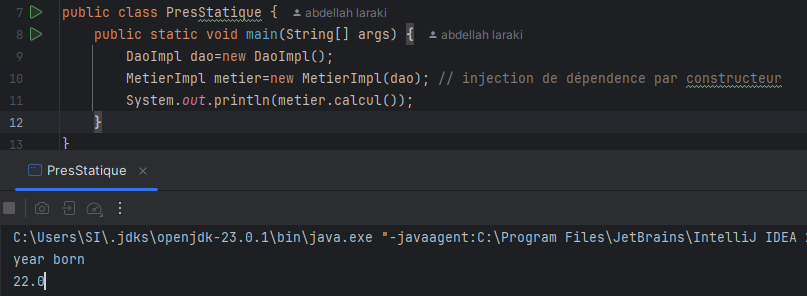 7 public class PresStatique { abdellah laraki
8 public static void main(String[] args) { abdellah laraki
9 DaoImpl dao=new DaoImpl();
10 MetierImpl metier=new MetierImpl(dao); // injection de dépendence par constructeur
11 System.out.println(metier.calcul());
12 }
13 }
PresStatique
C:\Users\SI\.jdks\openjdk-23.0.1\bin\java.exe "-javaagent:C:\Program Files\JetBrains\IntelliJ IDEA
year born
22.0